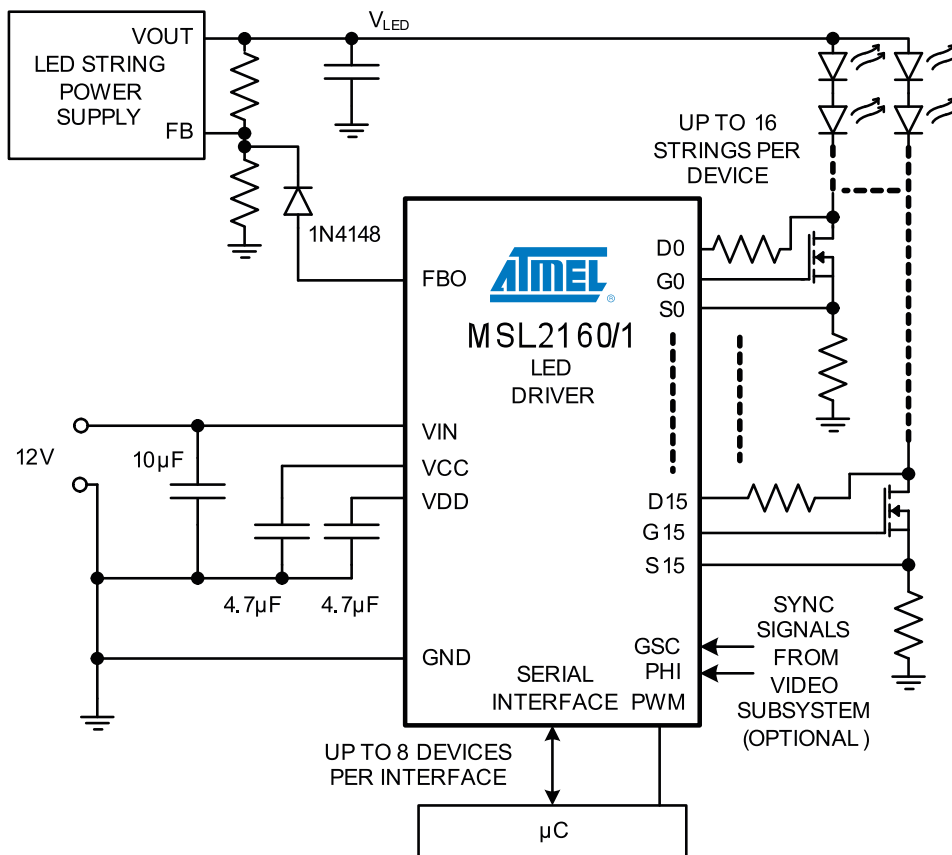 VOUT
LED STRING
POWER
SUPPLY
FB
VLED
UP TO 16
STRINGS PER
DEVICE
1N4148
FBO
ATMEL
®
MSL2160/1
LED
DRIVER
D0
G0
S0
12V
10µF
VIN
VCC
VDD
4.7µF
4.7µF
GND
D15
G15
S15
GSC
PHI
PWM
SERIAL
INTERFACE
SYNC
SIGNALS
FROM
VIDEO
SUBSYSTEM
(OPTIONAL)
UP TO 8 DEVICES
PER INTERFACE
µC